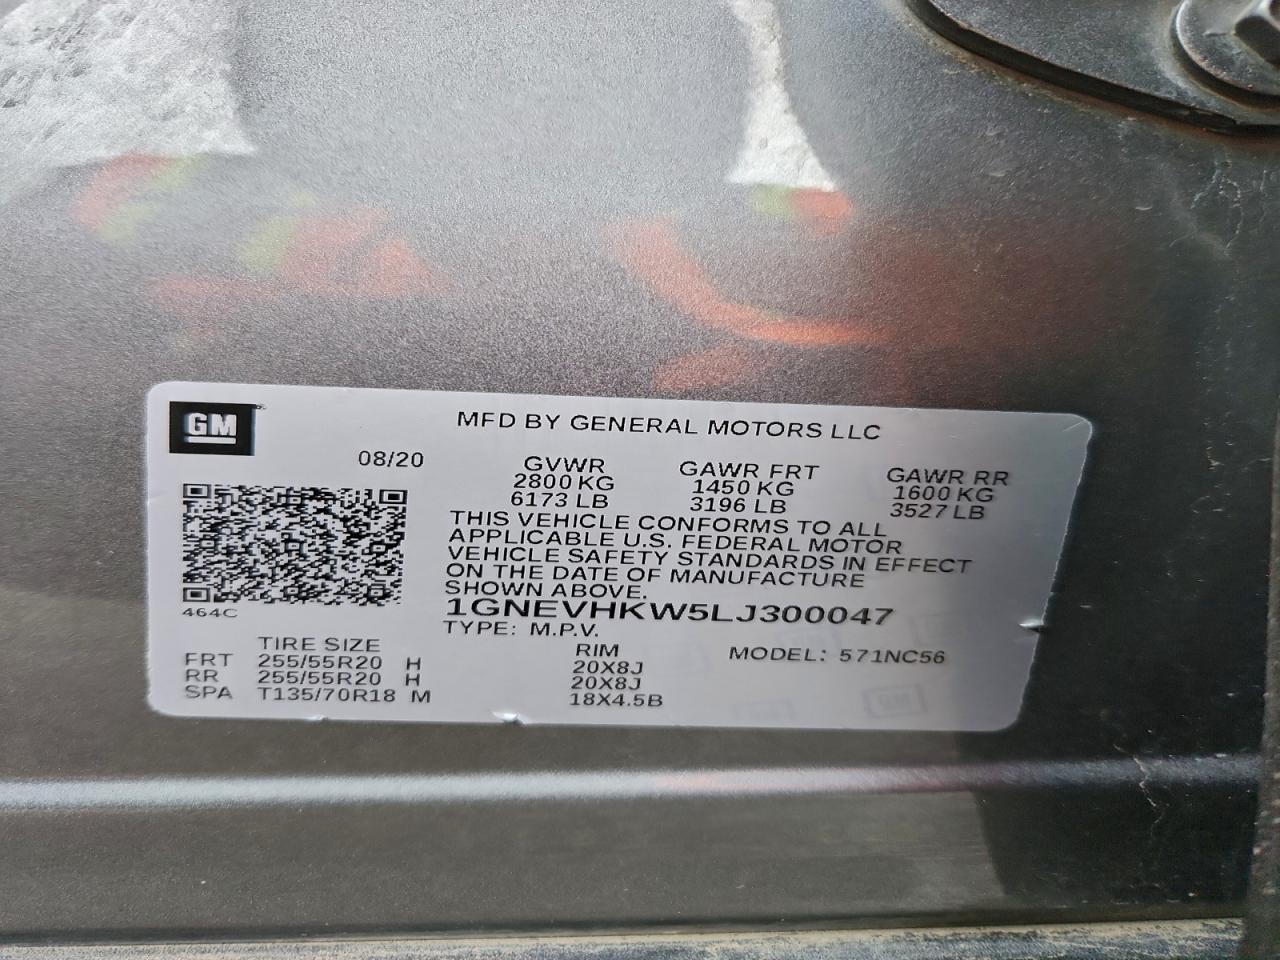 GM
MFD BY GENERAL MOTORS LLC
08/20 GVWR GAWR FRT GAWR RR
2800 KG 1450 KG 1600 KG
6173 LB 3196 LB 3527 LB
THIS VEHICLE CONFORMS TO ALL
APPLICABLE U.S. FEDERAL MOTOR
VEHICLE SAFETY STANDARDS IN EFFECT
ON THE DATE OF MANUFACTURE
SHOWN ABOVE.
464C 1GNEVHKW5LJ300047
TYPE: M.P.V.
TIRE SIZE RIM MODEL: 571NC56
FRT 255/55R20 H 20X8J
RR 255/55R20 H 20X8J
SPA T135/70R18 M 18X4.5B